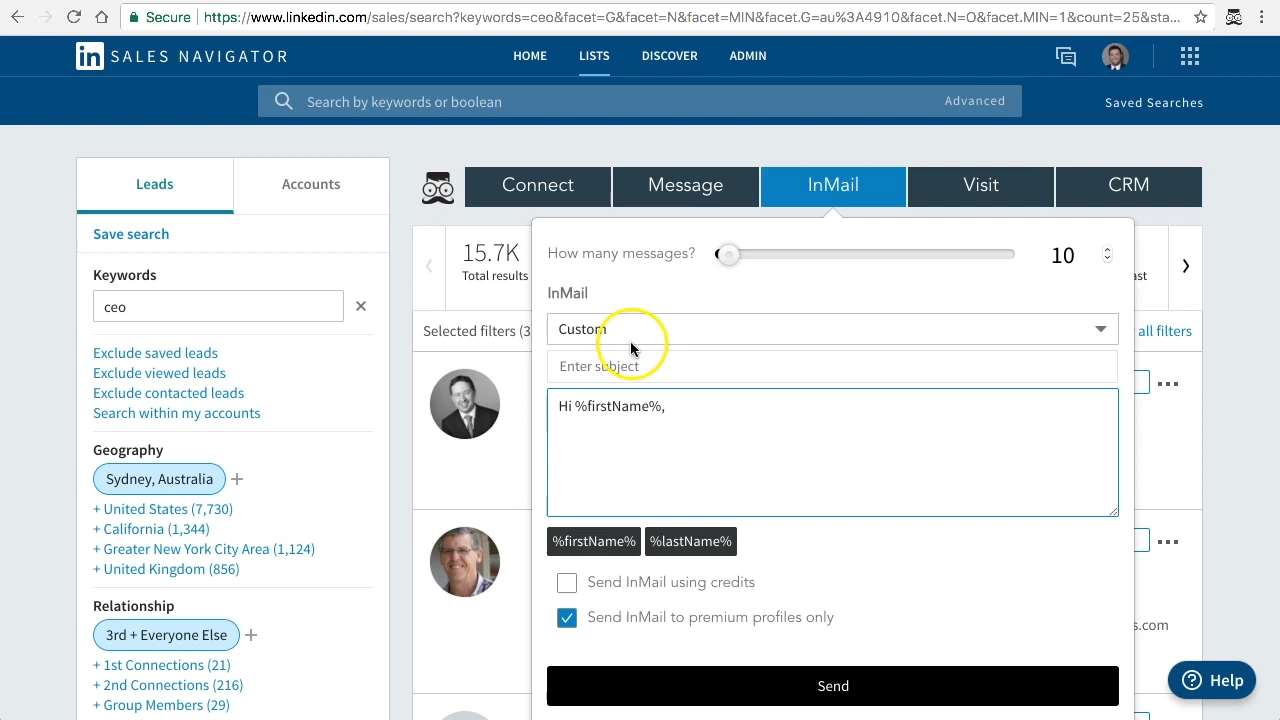 Secure https://www.linkedin.com/sales/search?keywords=ceo&facet=G&facet=N&facet=MIN&facet.G=au%3A4910&facet.N=O&facet.MIN=1&count=25&sta...
in SALES NAVIGATOR HOME LISTS DISCOVER ADMIN
Search by keywords or boolean Advanced Saved Searches
Leads Accounts
Connect Message InMail Visit CRM
Save search
Keywords
ceo
Exclude saved leads
Exclude viewed leads
Exclude contacted leads
Search within my accounts
Geography
Sydney, Australia
+ United States (7,730)
+ California (1,344)
+ Greater New York City Area (1,124)
+ United Kingdom (856)
Relationship
3rd + Everyone Else
+ 1st Connections (21)
+ 2nd Connections (216)
+ Group Members (29)
15.7K
Total results
ast
Selected filters (3
all filters
How many messages? 10
InMail
Custom
Enter subject
Hi %firstName%,
%firstName% %lastName%
Send InMail using credits
Send InMail to premium profiles only
s.com
Send
Help